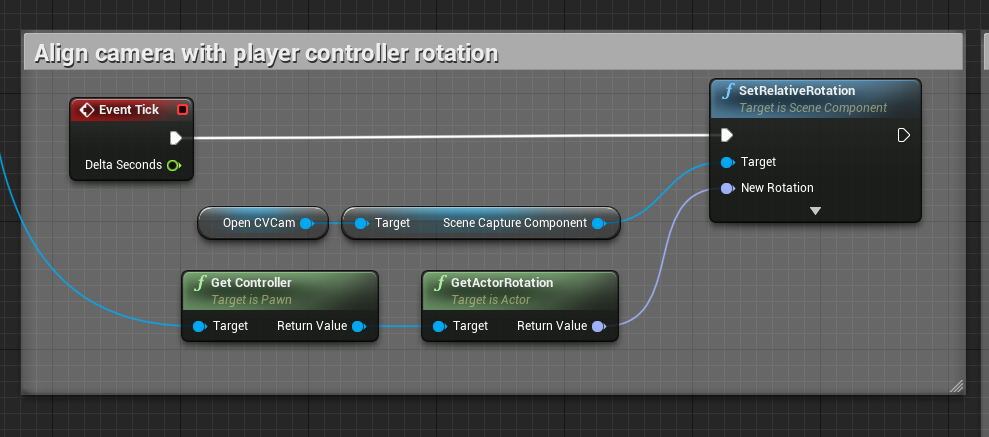 Align camera with player controller rotation
SetRelativeRotation
Target is Scene Component
Event Tick
Delta Seconds
Target
New Rotation
Open CVCam
Target
Scene Capture Component
Get Controller
Target is Pawn
Target
Return Value
GetActorRotation
Target is Actor
Target
Return Value